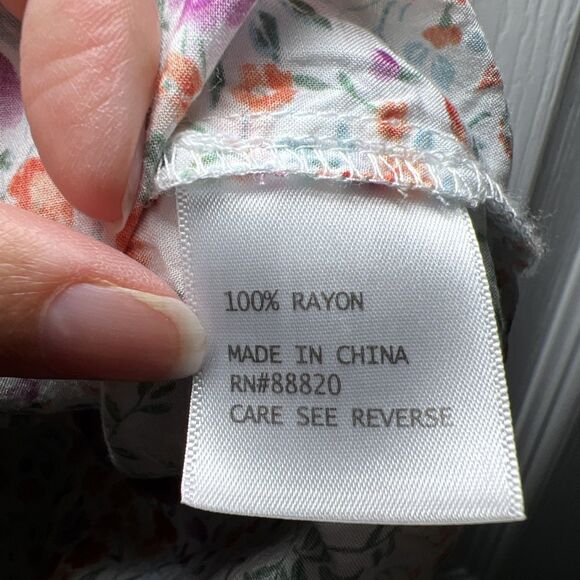 100% RAYON
MADE IN CHINA
RN#88820
CARE SEE REVERSE